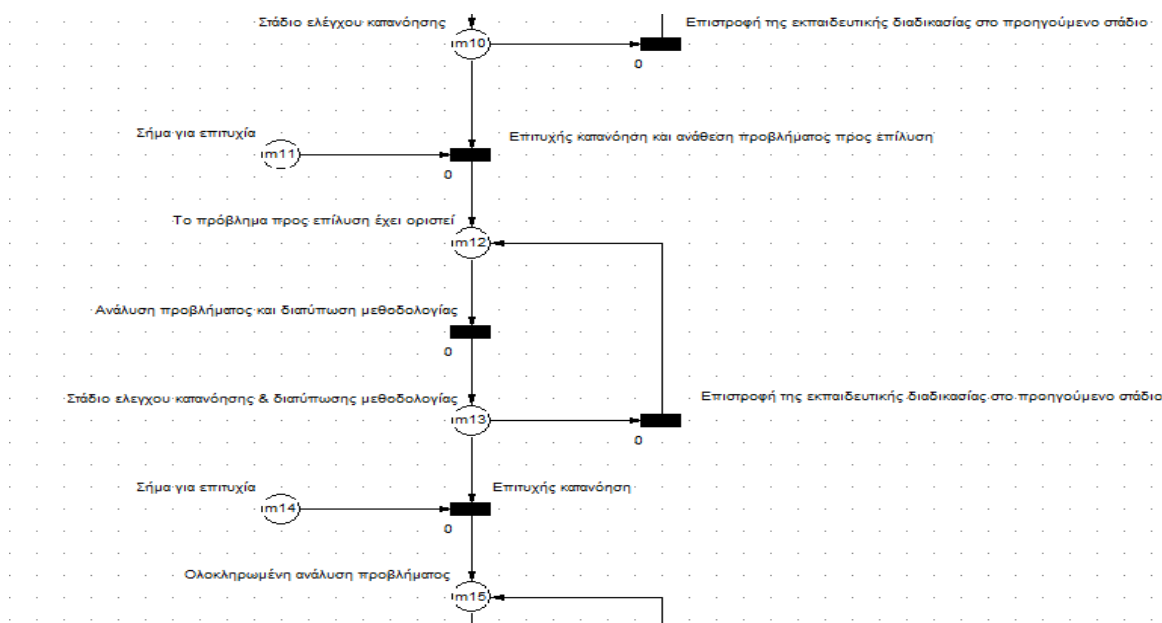 Στάδιο ελέγχου κατανόησης
Επιστροφή της εκπαιδευτικής διαδικασίας στο προηγούμενο στάδιο
m10
0
Σήμα για επιτυχία
Επιτυχής κατανόηση και ανάθεση προβλήματος προς επίλυση
m11
0
Το πρόβλημα προς επίλυση έχει οριστεί
m12
Ανάλυση προβλήματος και διατύπωση μεθοδολογίας
0
Στάδιο ελεγχου κατανόησης & διατύπωσης μεθοδολογίας
Επιστροφή της εκπαιδευτικής διαδικασίας στο προηγούμενο στάδιο
m13
0
Σήμα για επιτυχία
Επιτυχής κατανόηση
m14
0
Ολοκληρωμένη ανάλυση προβλήματος
m15